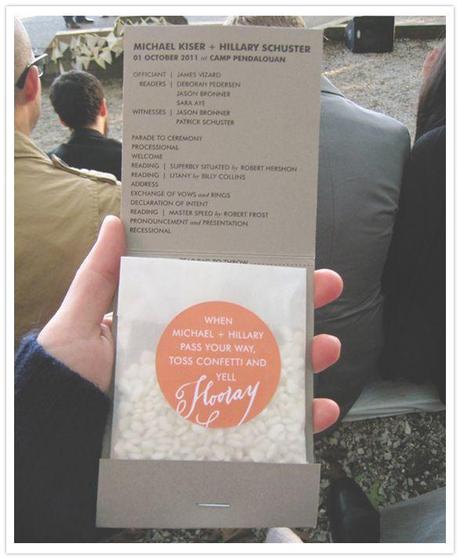 MICHAEL KISER + HILLARY SCHUSTER
01 OCTOBER 2011 at CAMP PENDALOUAN
OFFICIANT | JAMES VIZARD
READERS | DEBORAH PEDERSEN
JASON BRONNER
SARA AYE
WITNESSES | JASON BRONNER
PATRICK SCHUSTER
PARADE TO CEREMONY
PROCESSIONAL
WELCOME
READING | SUPERBLY SITUATED by ROBERT HERSHON
READING | LITANY by BILLY COLLINS
ADDRESS
EXCHANGE OF VOWS and RINGS
DECLARATION OF INTENT
READING | MASTER SPEED by ROBERT FROST
PRONOUNCEMENT and PRESENTATION
RECESSIONAL
TO THROW
WHEN
MICHAEL + HILLARY
PASS YOUR WAY,
TOSS CONFETTI AND
YELL
Hooray